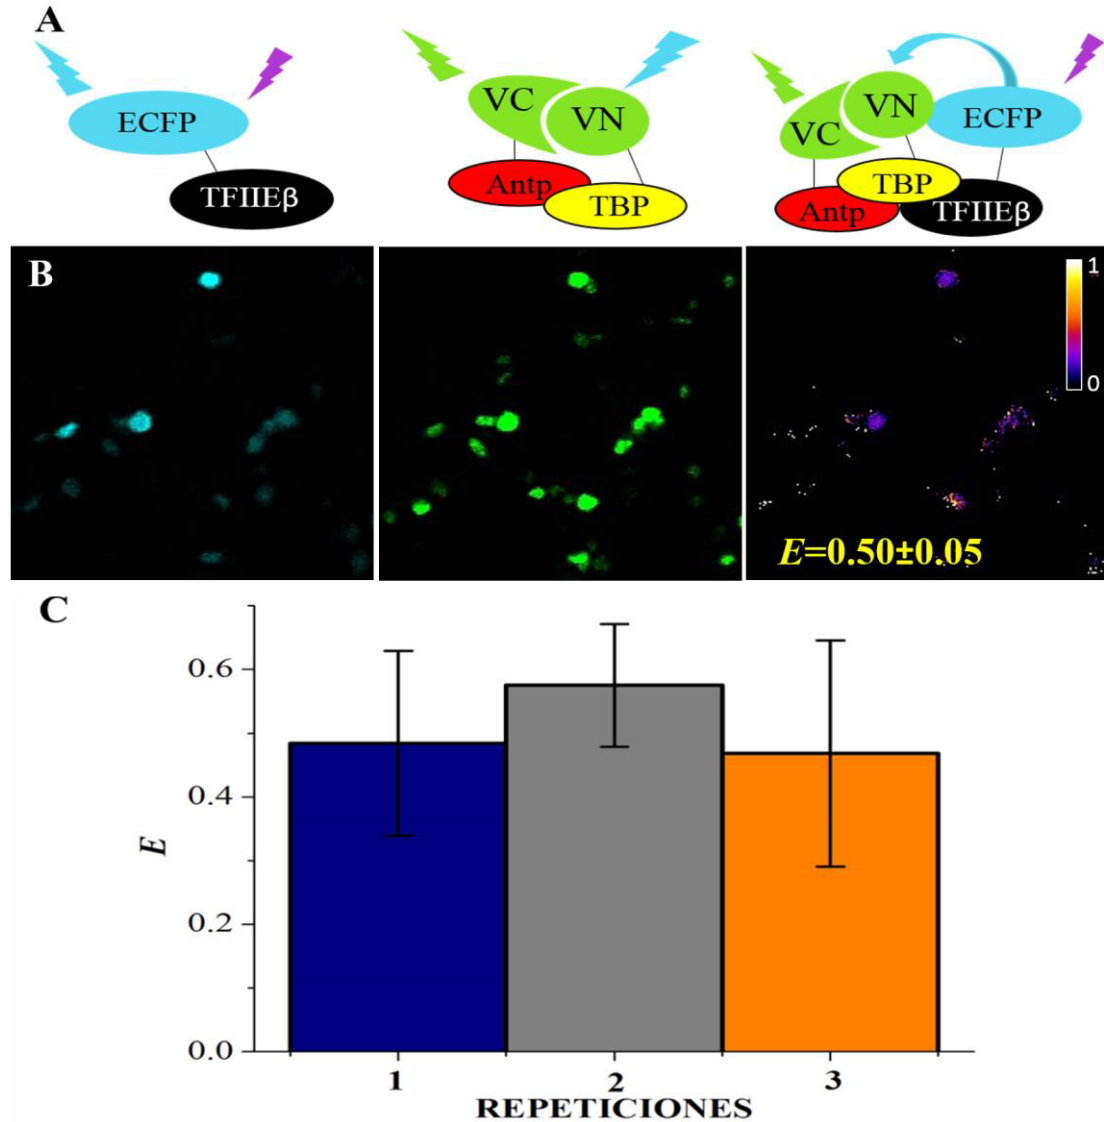 A
ECFP
TFIIEβ
VC
VN
Antp
TBP
VC
VN
ECFP
Antp
TBP
TFIIEβ
B
1
0
E=0.50±0.05
C
0.6
0.4
0.2
0.0
E
1 2 3
REPETICIONES